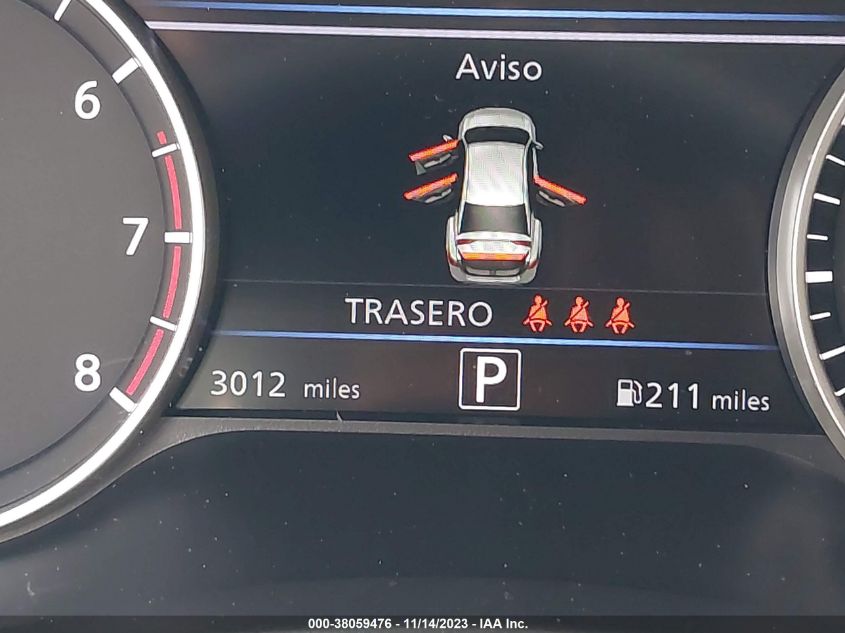 Aviso
6
7
8
TRASERO
P
3012 miles
211 miles
000-38059476 - 11/14/2023 - IAA Inc.